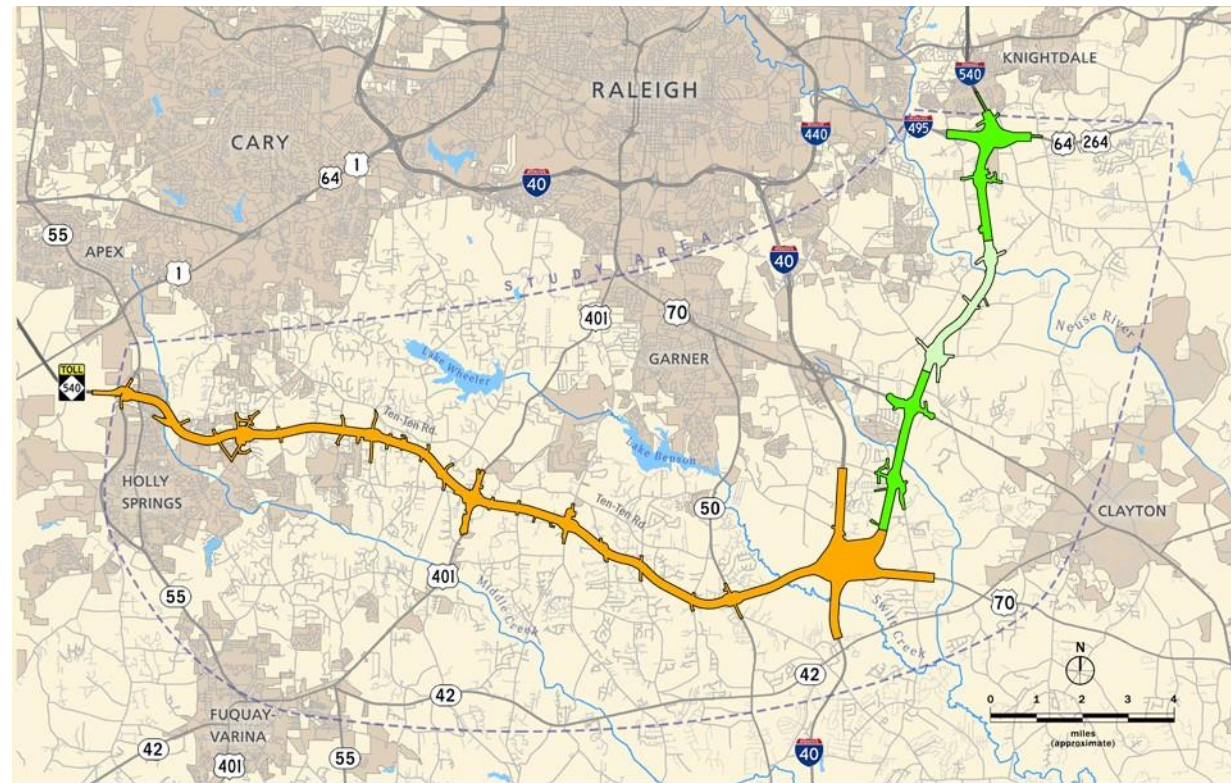 540
KNIGHTDALE
RALEIGH
440
495
64 264
CARY
1
64
40
55
APEX
1
STUDY AREA
40
401
70
Neuse River
GARNER
Lake Wheeler
TOLL
540
Ten-Ten Rd.
Lake Benson
HOLLY
SPRINGS
Ten-Ten Rd.
50
CLAYTON
401
Middle Creek
55
Swift Creek
70
N
42
42
0 1 2 3 4
miles
(approximate)
FUQUAY-
VARINA
42
401
55
40